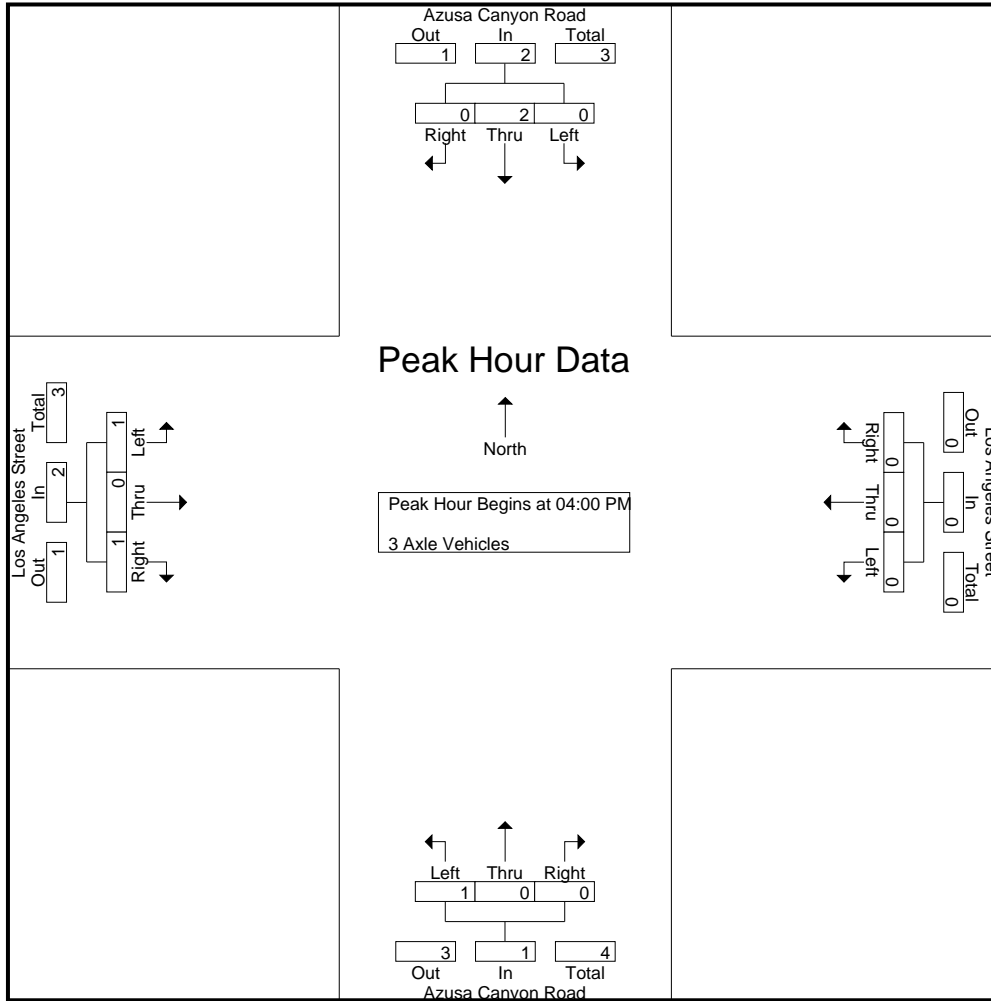 Azusa Canyon Road
Out In Total
1 2 3
0 2 0
Right Thru Left
Peak Hour Data
North
Peak Hour Begins at 04:00 PM
3 Axle Vehicles
Los Angeles Street
Out In Total
1 2 3
1 0 1
Right Thru Left
Los Angeles Street
Out In Total
0 0 0
0 0 0
Right Thru Left
Left Thru Right
1 0 0
3 1 4
Out In Total
Azusa Canyon Road